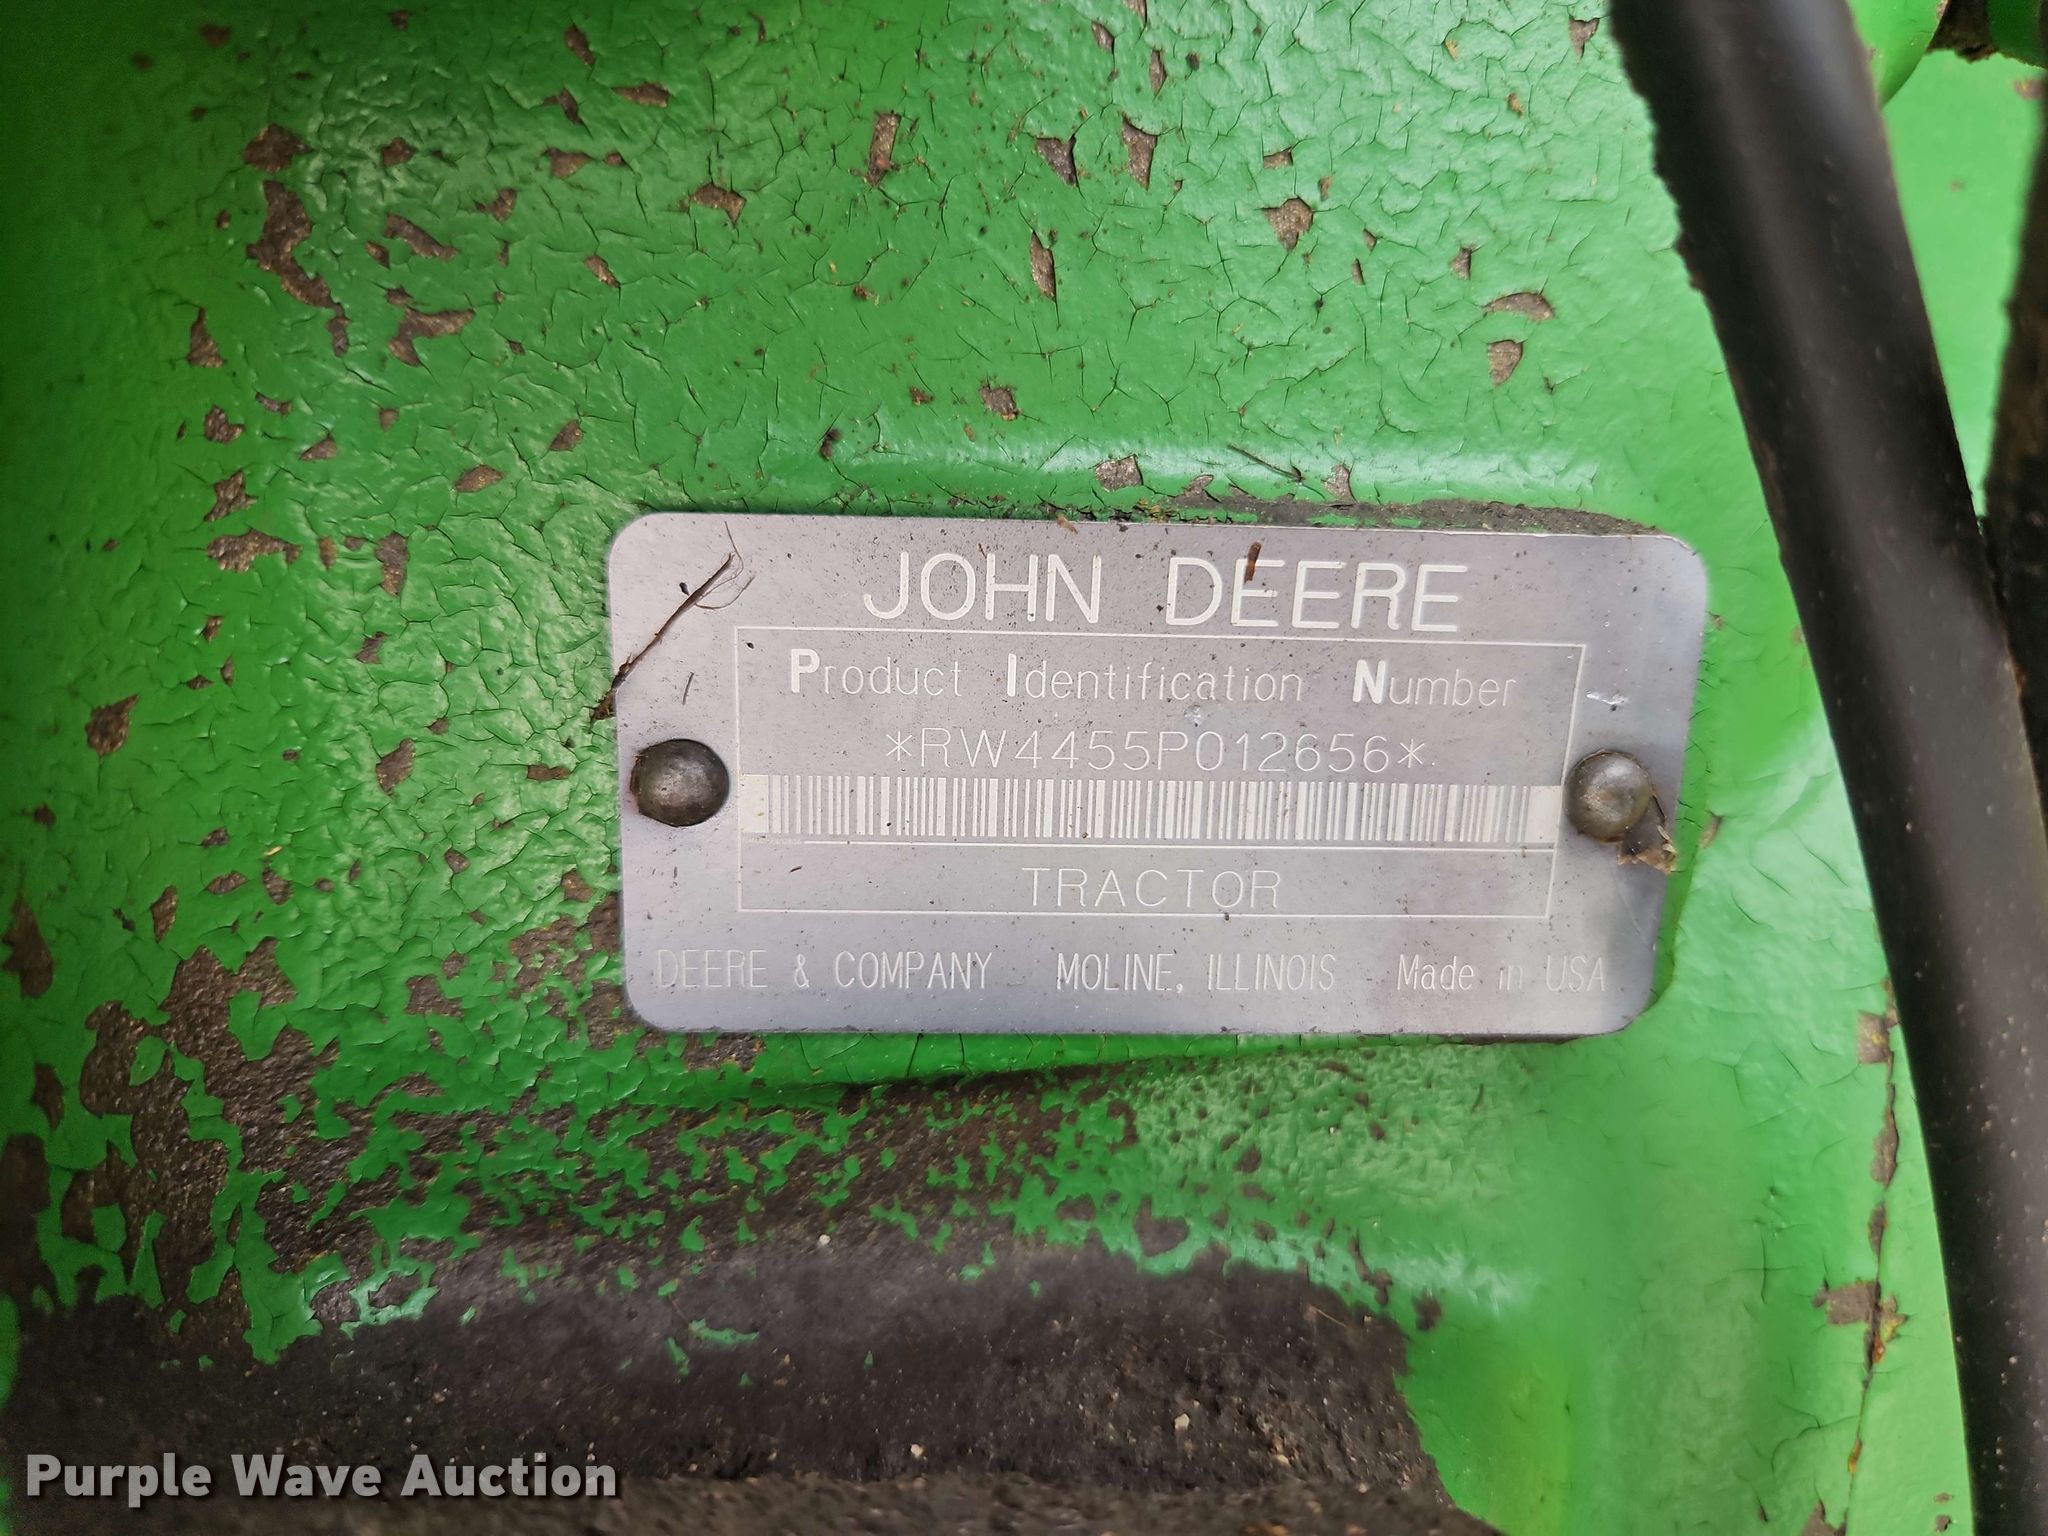 JOHN DEERE
Product Identification Number
*RW4455P012656*
TRACTOR
DEERE & COMPANY MOLINE, ILLINOIS Made in USA
Purple Wave Auction